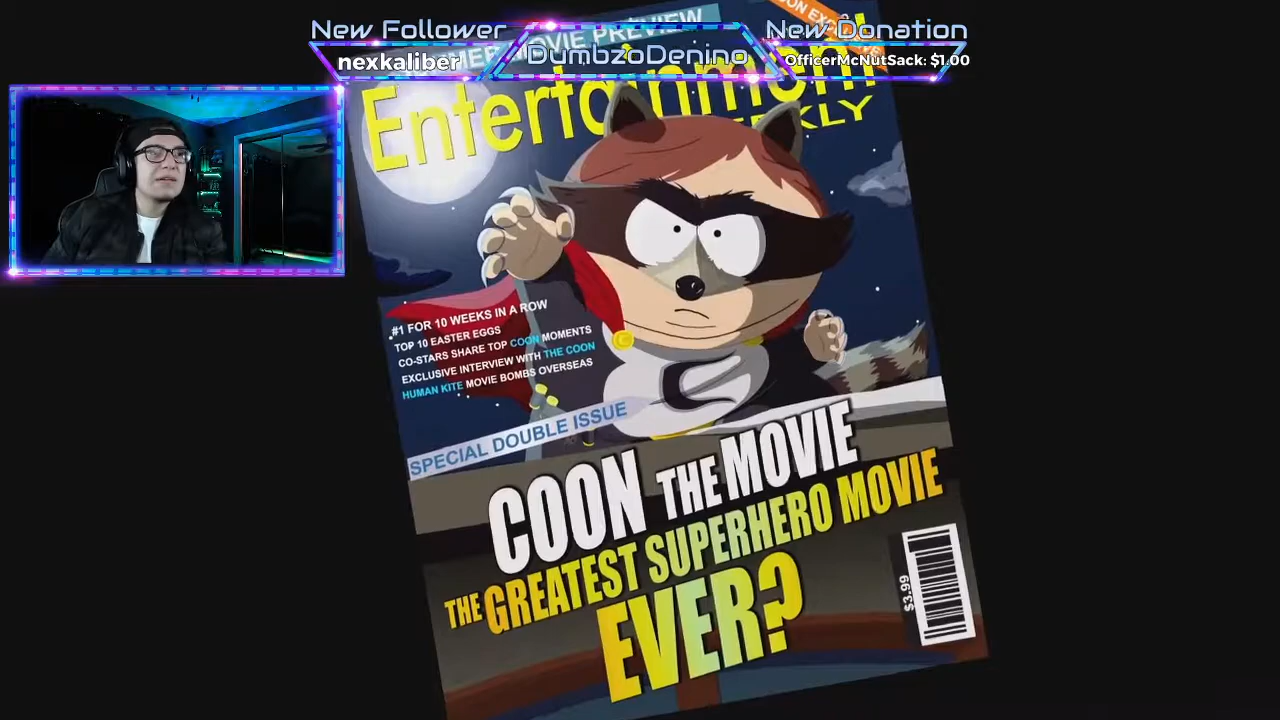 New Follower
nexkaliber
DumbzoDenino
New Donation
OfficerMcNutSack: $1.00
MOVIE PREVIEW
Entertainment
#1 FOR 10 WEEKS IN A ROW
TOP 10 EASTER EGGS
CO-STARS SHARE TOP COON MOMENTS
EXCLUSIVE INTERVIEW WITH THE COON
HUMAN KITE MOVIE BOMBS OVERSEAS
SPECIAL DOUBLE ISSUE
COON THE MOVIE
THE GREATEST SUPERHERO MOVIE
EVER?
$3.99